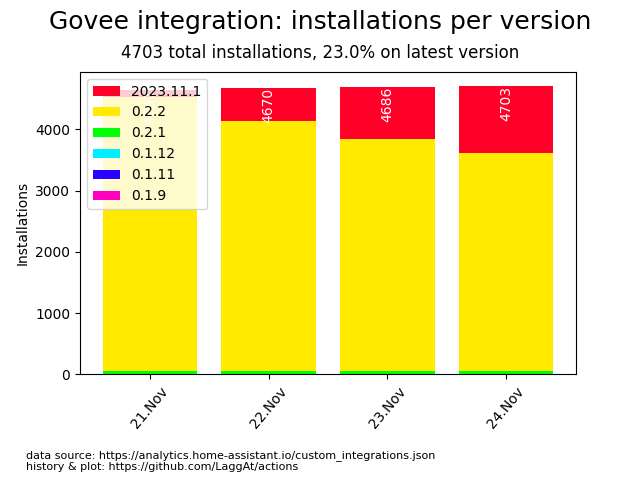 Govee integration: installations per version
4703 total installations, 23.0% on latest version
2023.11.1
0.2.2
0.2.1
0.1.12
0.1.11
0.1.9
4670
4686
4703
Installations
4000
3000
2000
1000
0
21.Nov
22.Nov
23.Nov
24.Nov
data source: https://analytics.home-assistant.io/custom_integrations.json
history & plot: https://github.com/LaggAt/actions